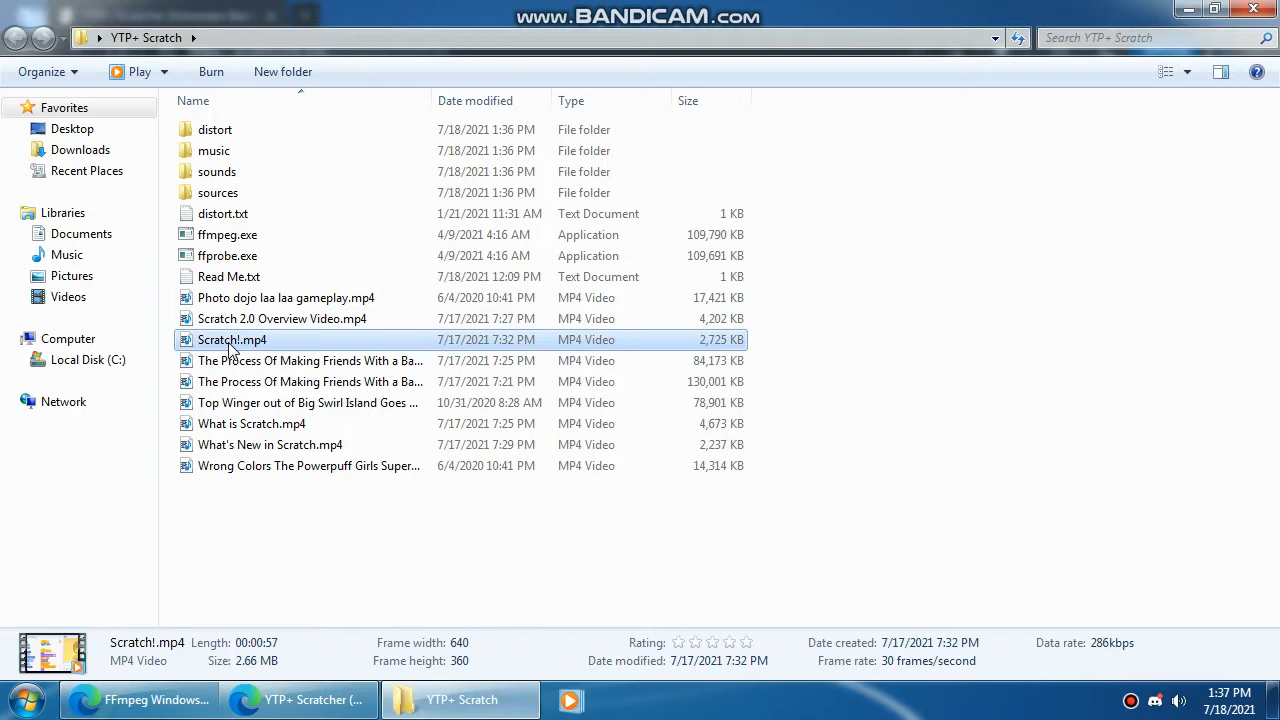 www.BANDICAM.com
YTP+ Scratch
Search YTP+ Scratch
Organize Play Burn New folder
Name Date modified Type Size
Favorites
Desktop
Downloads
Recent Places
Libraries
Documents
Music
Pictures
Videos
Computer
Local Disk (C:)
Network
distort 7/18/2021 1:36 PM File folder
music 7/18/2021 1:36 PM File folder
sounds 7/18/2021 1:36 PM File folder
sources 7/18/2021 1:36 PM File folder
distort.txt 1/21/2021 11:31 AM Text Document 1 KB
ffmpeg.exe 4/9/2021 4:16 AM Application 109,790 KB
ffprobe.exe 4/9/2021 4:16 AM Application 109,691 KB
Read Me.txt 7/18/2021 12:09 PM Text Document 1 KB
Photo dojo laa laa gameplay.mp4 6/4/2020 10:41 PM MP4 Video 17,421 KB
Scratch 2.0 Overview Video.mp4 7/17/2021 7:27 PM MP4 Video 4,202 KB
Scratch!.mp4 7/17/2021 7:32 PM MP4 Video 2,725 KB
The Process Of Making Friends With a Ba... 7/17/2021 7:25 PM MP4 Video 84,173 KB
The Process Of Making Friends With a Ba... 7/17/2021 7:21 PM MP4 Video 130,001 KB
Top Winger out of Big Swirl Island Goes ... 10/31/2020 8:28 AM MP4 Video 78,901 KB
What is Scratch.mp4 7/17/2021 7:25 PM MP4 Video 4,673 KB
What's New in Scratch.mp4 7/17/2021 7:29 PM MP4 Video 2,237 KB
Wrong Colors The Powerpuff Girls Super... 6/4/2020 10:41 PM MP4 Video 14,314 KB
Scratch!.mp4 Length: 00:00:57 Frame width: 640 Rating: Date created: 7/17/2021 7:32 PM Data rate: 286kbps
MP4 Video Size: 2.66 MB Frame height: 360 Date modified: 7/17/2021 7:32 PM Frame rate: 30 frames/second
FFmpeg Windows... YTP+ Scratcher (... YTP+ Scratch
1:37 PM
7/18/2021